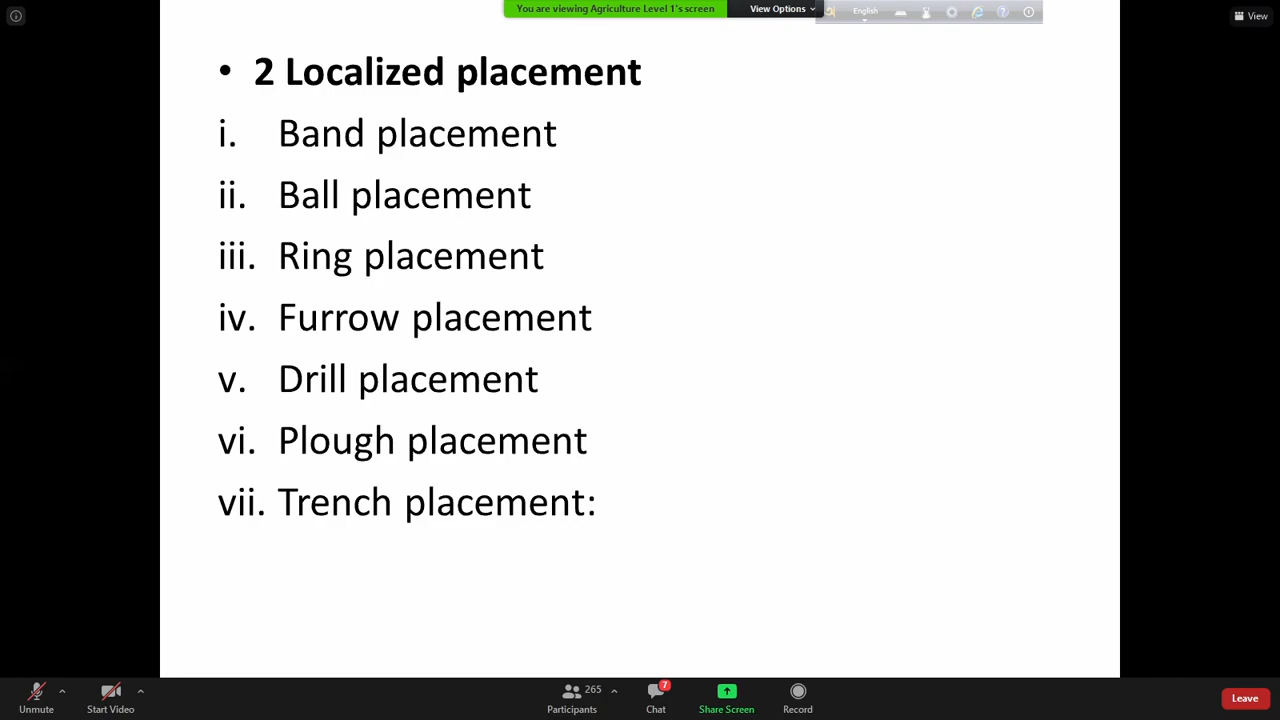 You are viewing Agriculture Level 1's screen
View Options
English
View
• 2 Localized placement
i. Band placement
ii. Ball placement
iii. Ring placement
iv. Furrow placement
v. Drill placement
vi. Plough placement
vii. Trench placement:
Unmute
Start Video
265
Participants
7
Chat
Share Screen
Record
Leave